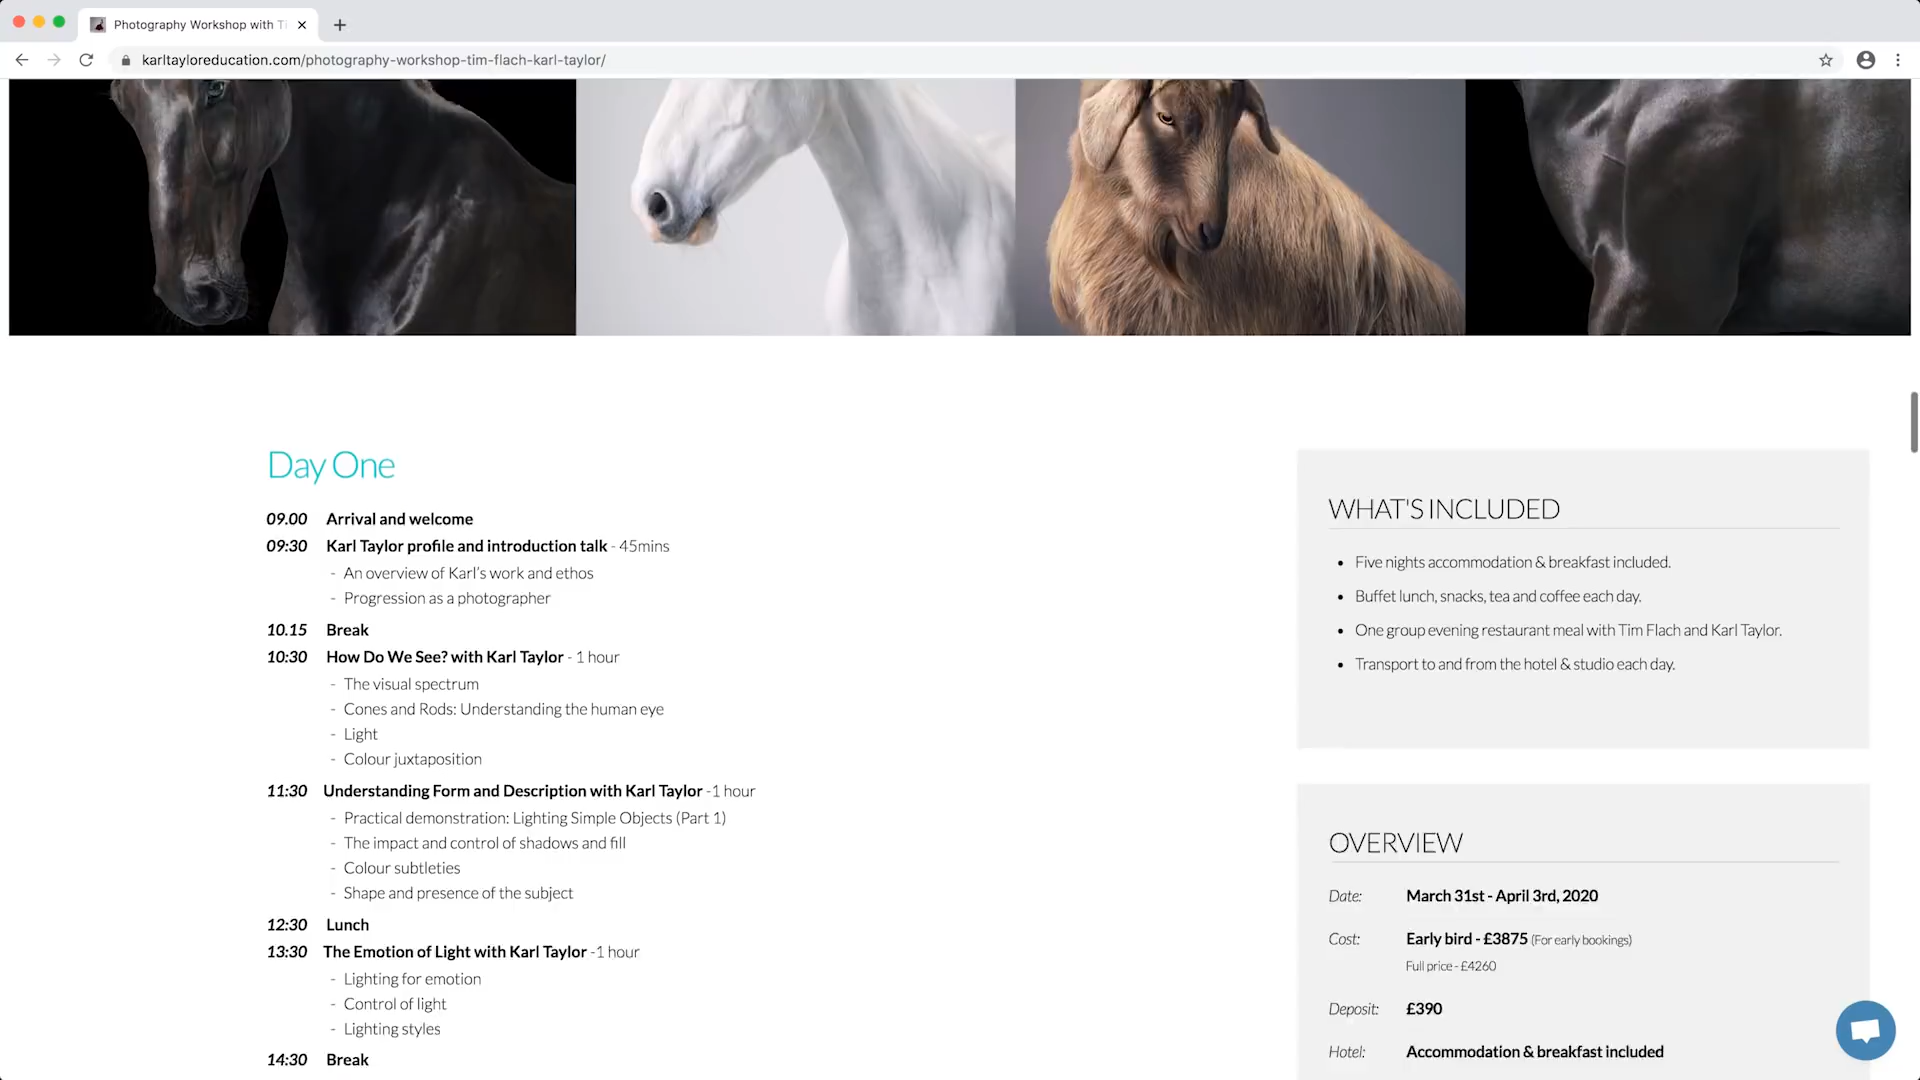 Photography Workshop with Ti
karltayloreducation.com/photography-workshop-tim-flach-karl-taylor/
Day One
09.00 Arrival and welcome
09:30 Karl Taylor profile and introduction talk - 45mins
- An overview of Karl's work and ethos
- Progression as a photographer
10.15 Break
10:30 How Do We See? with Karl Taylor - 1 hour
- The visual spectrum
- Cones and Rods: Understanding the human eye
- Light
- Colour juxtaposition
11:30 Understanding Form and Description with Karl Taylor -1 hour
- Practical demonstration: Lighting Simple Objects (Part 1)
- The impact and control of shadows and fill
- Colour subtleties
- Shape and presence of the subject
12:30 Lunch
13:30 The Emotion of Light with Karl Taylor -1 hour
- Lighting for emotion
- Control of light
- Lighting styles
14:30 Break
WHAT'S INCLUDED
• Five nights accommodation & breakfast included.
• Buffet lunch, snacks, tea and coffee each day.
• One group evening restaurant meal with Tim Flach and Karl Taylor.
• Transport to and from the hotel & studio each day.
OVERVIEW
Date: March 31st - April 3rd, 2020
Cost: Early bird - £3875 (For early bookings)
Full price - £4260
Deposit: £390
Hotel: Accommodation & breakfast included